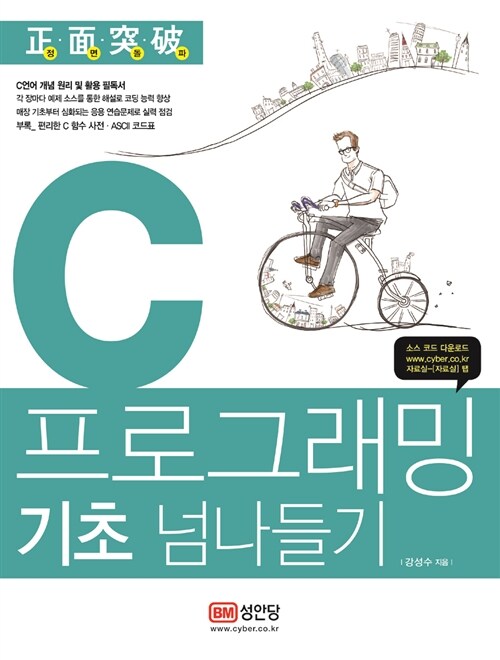 正·面·突·破
정 면 돌 파
C언어 개념 원리 및 활용 필독서
각 장마다 예제 소스를 통한 해설로 코딩 능력 향상
매장 기초부터 심화되는 응용 연습문제로 실력 점검
부록_ 편리한 C 함수 사전·ASCII 코드표
C
소스 코드 다운로드
www.cyber.co.kr
자료실-[자료실] 탭
프로그래밍
기초 넘나들기
강성수 지음
BM 성안당
www.cyber.co.kr